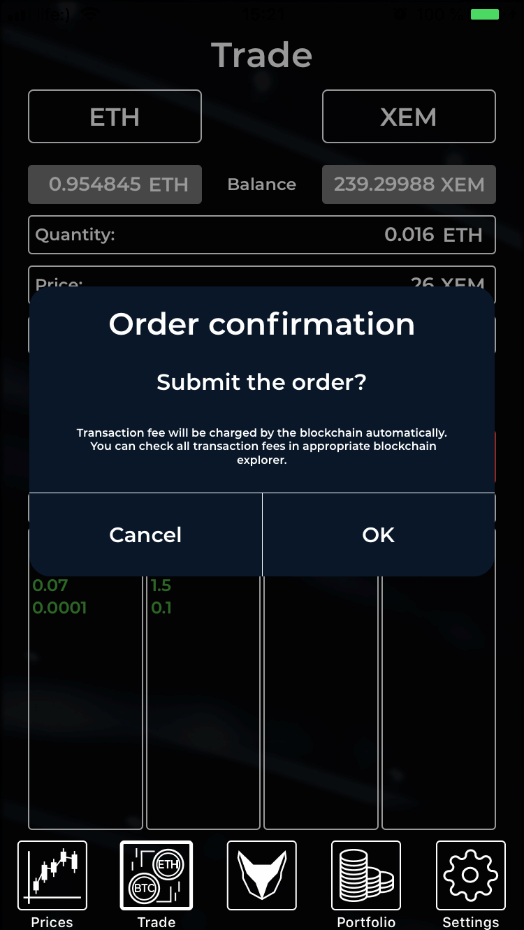 Trade
ETH
XEM
0.954845 ETH
Balance
239.29988 XEM
Quantity:
0.016 ETH
Price:
26 XEM
Order confirmation
Submit the order?
Transaction fee will be charged by the blockchain automatically.
You can check all transaction fees in appropriate blockchain
explorer.
Cancel
OK
0.07
1.5
0.0001
0.1
ETH
BTC
Prices
Trade
Portfolio
Settings